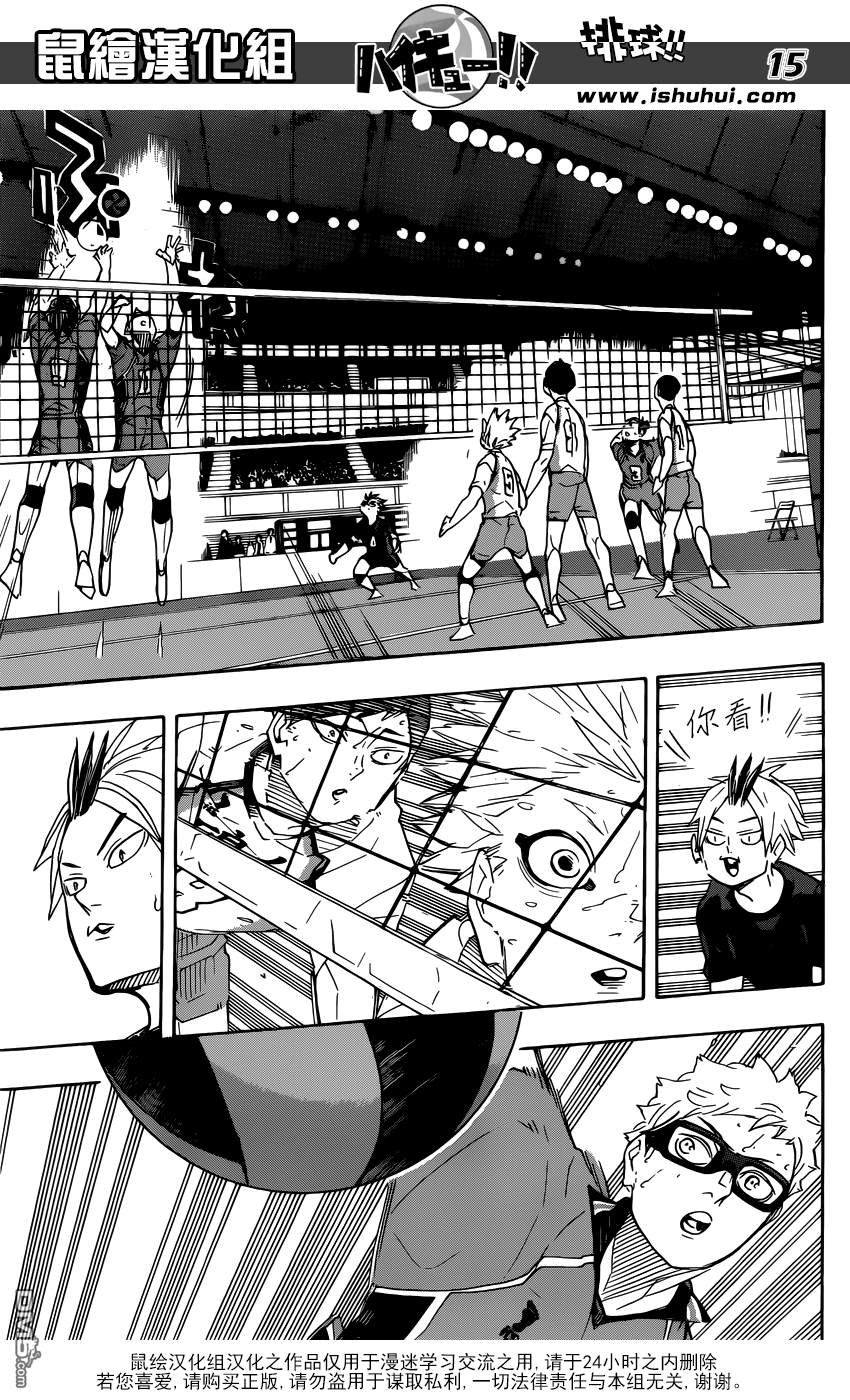 鼠繪漢化組
ハイキュー!!
排球!!
15
www.ishuhui.com
你看!!
鼠绘汉化组汉化之作品仅用于漫迷学习交流之用, 请于24小时之内删除
若您喜爱, 请购买正版, 请勿盗用于谋取私利, 一切法律责任与本组无关, 谢谢。